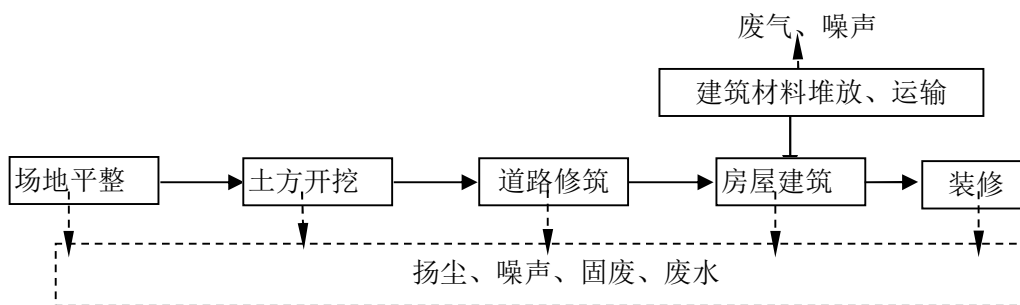 废气、噪声
建筑材料堆放、运输
场地平整
土方开挖
道路修筑
房屋建筑
装修
扬尘、噪声、固废、废水